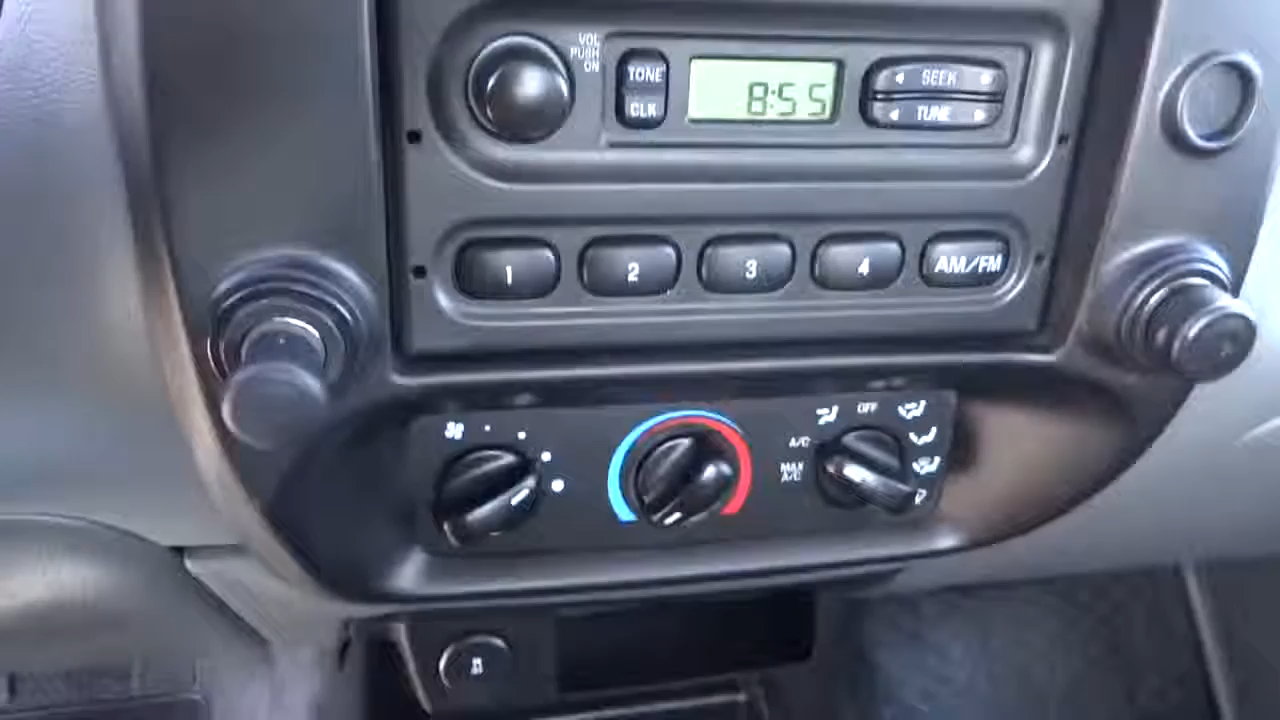 VOL
PUSH
ON
TONE
CLK
8:55
SEEK
TUNE
1
2
3
4
AM/FM
OFF
A/C
MAX
A/C